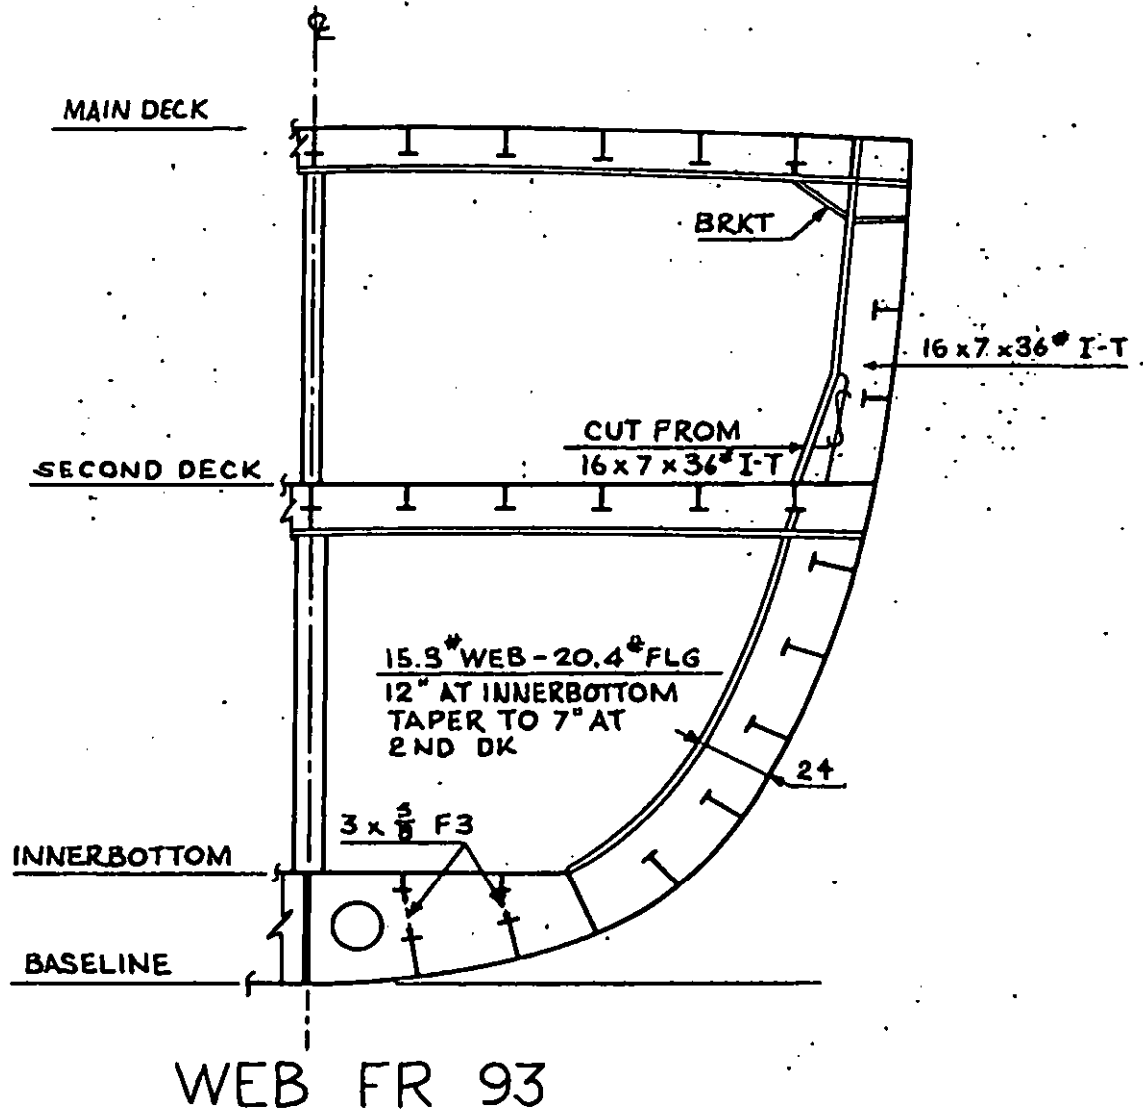 ℄
MAIN DECK
BRKT
16 x 7 x 36# I-T
CUT FROM
16 x 7 x 36# I-T
SECOND DECK
15.3# WEB - 20.4# FLG
12" AT INNERBOTTOM
TAPER TO 7" AT
2ND DK
24
3 x 5/8 F3
INNERBOTTOM
BASELINE
WEB FR 93